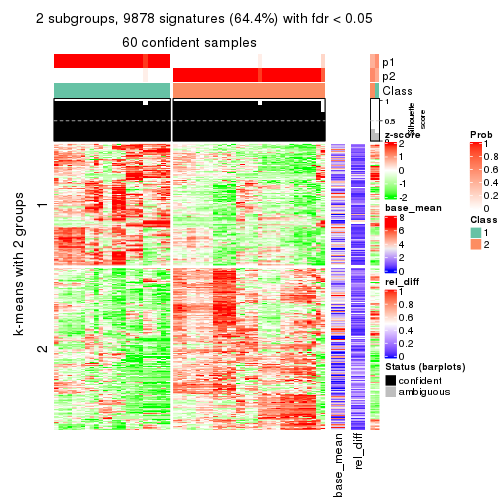 2 subgroups, 9878 signatures (64.4%) with fdr < 0.05
60 confident samples
p1
p2
Class
1
0.5
0
Silhouette
score
k-means with 2 groups
1
2
base_mean
rel_diff
z-score
2
1
0
-1
-2
base_mean
8
6
4
2
0
rel_diff
1
0.8
0.6
0.4
0.2
0
Status (barplots)
confident
ambiguous
Prob
1
0.8
0.6
0.4
0.2
0
Class
1
2